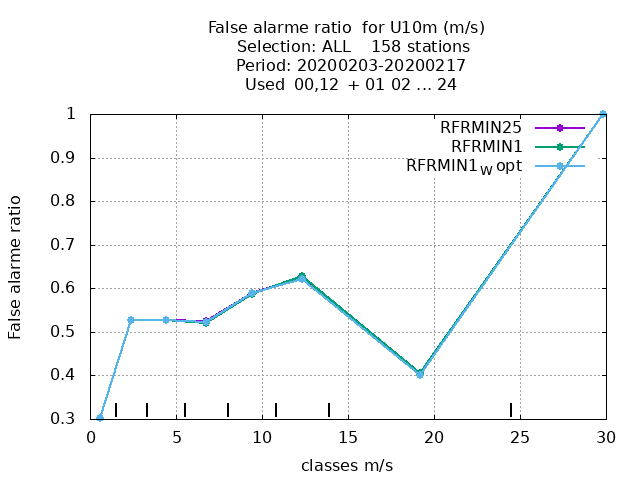 False alarme ratio  for U10m (m/s)
Selection: ALL    158 stations
Period: 20200203-20200217
Used  00,12  + 01 02 ... 24
RFRMIN25
RFRMIN1
RFRMIN1W opt
False alarme ratio
1
0.9
0.8
0.7
0.6
0.5
0.4
0.3
0 5 10 15 20 25 30
classes m/s